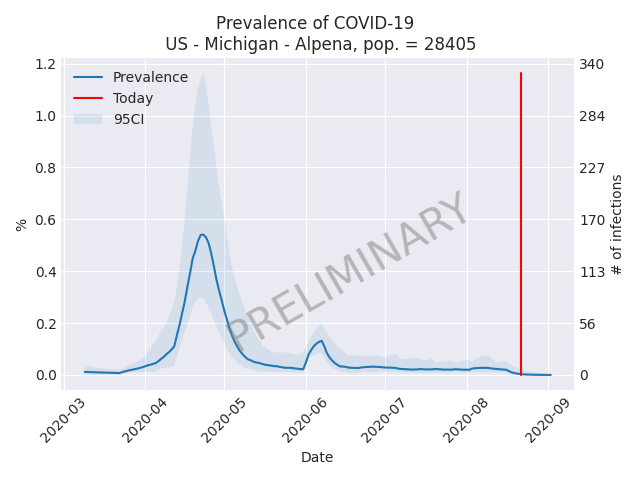 Prevalence of COVID-19
US - Michigan - Alpena, pop. = 28405
Prevalence
Today
95CI
1.2
1.0
0.8
0.6
0.4
0.2
0.0
%
340
284
227
170
113
56
0
# of infections
PRELIMINARY
2020-03
2020-04
2020-05
2020-06
2020-07
2020-08
2020-09
Date